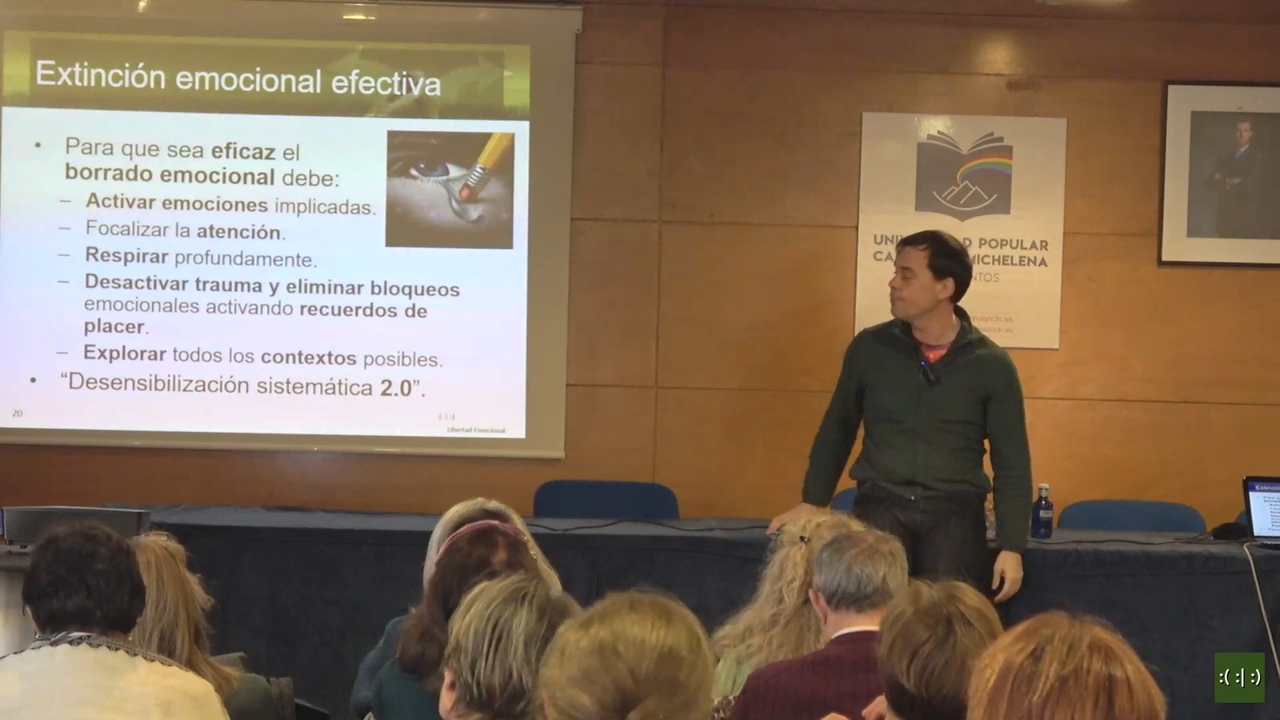 Extinción emocional efectiva
• Para que sea eficaz el
borrado emocional debe:
– Activar emociones implicadas.
– Focalizar la atención.
– Respirar profundamente.
– Desactivar trauma y eliminar bloqueos
emocionales activando recuerdos de
placer.
– Explorar todos los contextos posibles.
• “Desensibilización sistemática 2.0”.
20
Libertad Emocional
POPULAR
MICHELENA
:( :| :)